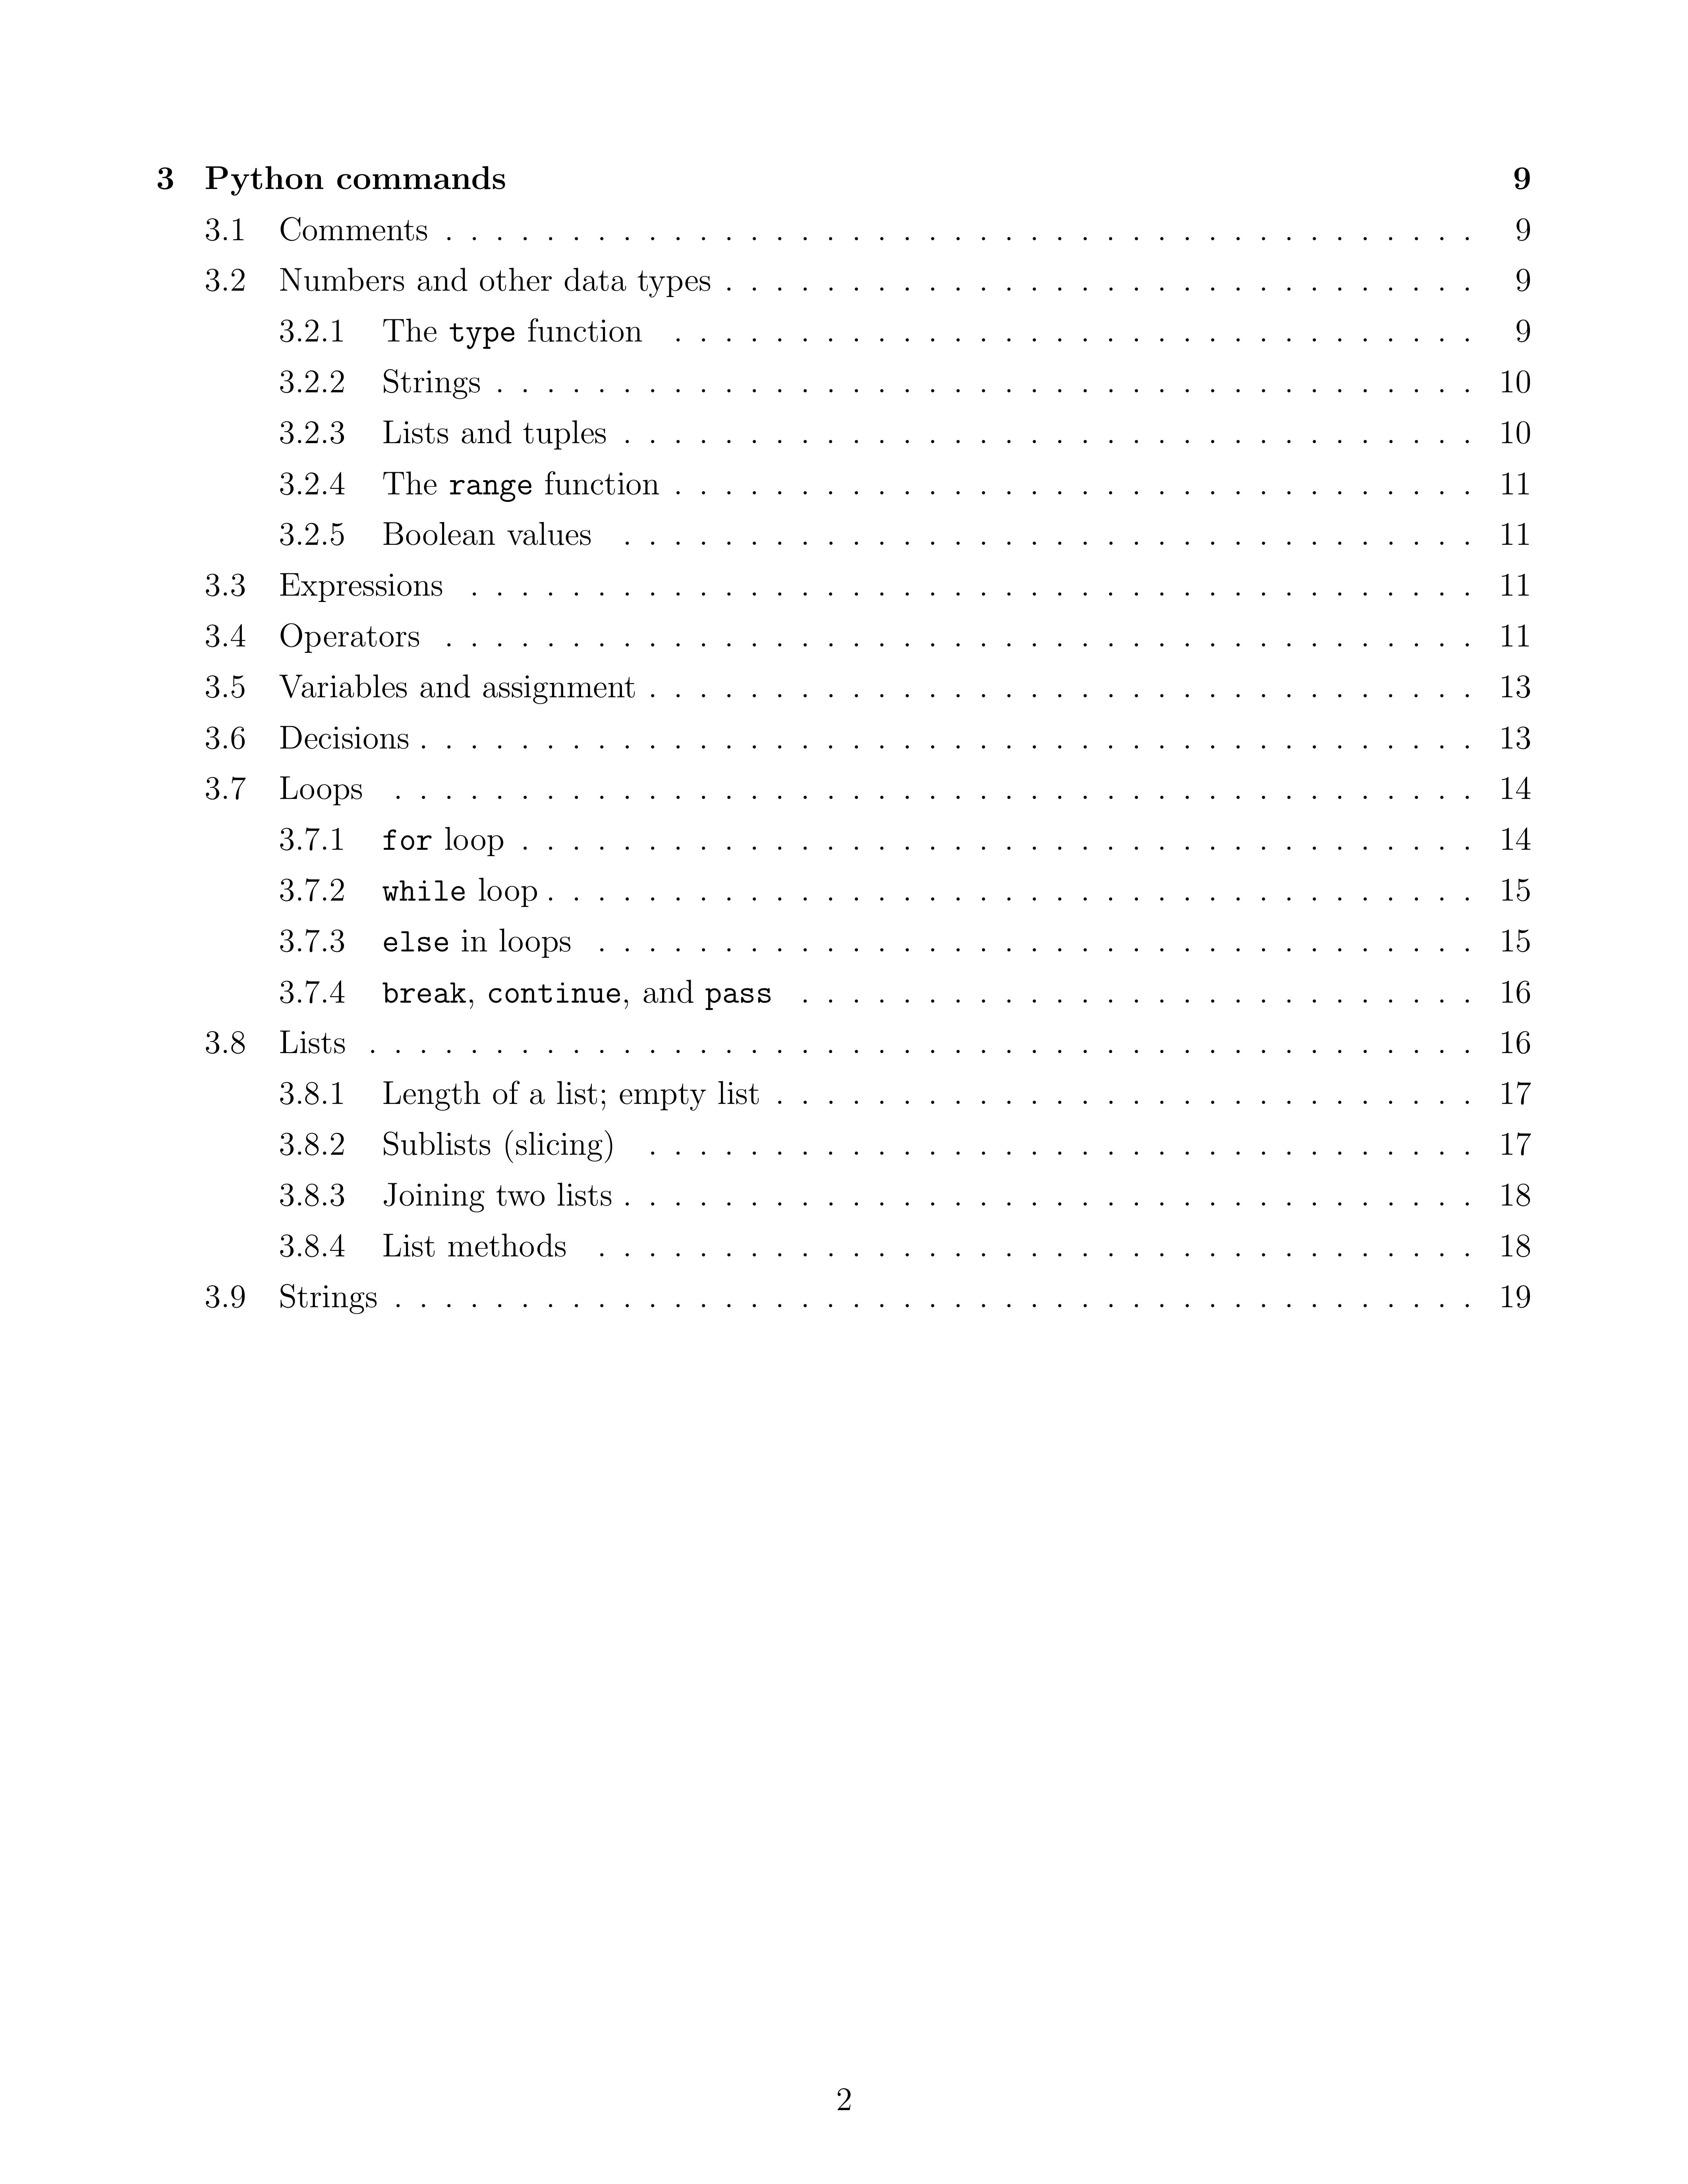 3 Python commands 9
3.1 Comments . . . . . . . . . . . . . . . . . . . . . . . . . . . . . . . . . . . . . . . . . 9
3.2 Numbers and other data types . . . . . . . . . . . . . . . . . . . . . . . . . . . . . . 9
3.2.1 The type function . . . . . . . . . . . . . . . . . . . . . . . . . . . . . . . . 9
3.2.2 Strings . . . . . . . . . . . . . . . . . . . . . . . . . . . . . . . . . . . . . . . 10
3.2.3 Lists and tuples . . . . . . . . . . . . . . . . . . . . . . . . . . . . . . . . . . 10
3.2.4 The range function . . . . . . . . . . . . . . . . . . . . . . . . . . . . . . . . 11
3.2.5 Boolean values . . . . . . . . . . . . . . . . . . . . . . . . . . . . . . . . . . 11
3.3 Expressions . . . . . . . . . . . . . . . . . . . . . . . . . . . . . . . . . . . . . . . . 11
3.4 Operators . . . . . . . . . . . . . . . . . . . . . . . . . . . . . . . . . . . . . . . . . 11
3.5 Variables and assignment . . . . . . . . . . . . . . . . . . . . . . . . . . . . . . . . . 13
3.6 Decisions . . . . . . . . . . . . . . . . . . . . . . . . . . . . . . . . . . . . . . . . . . 13
3.7 Loops . . . . . . . . . . . . . . . . . . . . . . . . . . . . . . . . . . . . . . . . . . . 14
3.7.1 for loop . . . . . . . . . . . . . . . . . . . . . . . . . . . . . . . . . . . . . . 14
3.7.2 while loop . . . . . . . . . . . . . . . . . . . . . . . . . . . . . . . . . . . . . 15
3.7.3 else in loops . . . . . . . . . . . . . . . . . . . . . . . . . . . . . . . . . . . 15
3.7.4 break, continue, and pass . . . . . . . . . . . . . . . . . . . . . . . . . . . 16
3.8 Lists . . . . . . . . . . . . . . . . . . . . . . . . . . . . . . . . . . . . . . . . . . . . 16
3.8.1 Length of a list; empty list . . . . . . . . . . . . . . . . . . . . . . . . . . . . 17
3.8.2 Sublists (slicing) . . . . . . . . . . . . . . . . . . . . . . . . . . . . . . . . . 17
3.8.3 Joining two lists . . . . . . . . . . . . . . . . . . . . . . . . . . . . . . . . . . 18
3.8.4 List methods . . . . . . . . . . . . . . . . . . . . . . . . . . . . . . . . . . . 18
3.9 Strings . . . . . . . . . . . . . . . . . . . . . . . . . . . . . . . . . . . . . . . . . . . 19
2